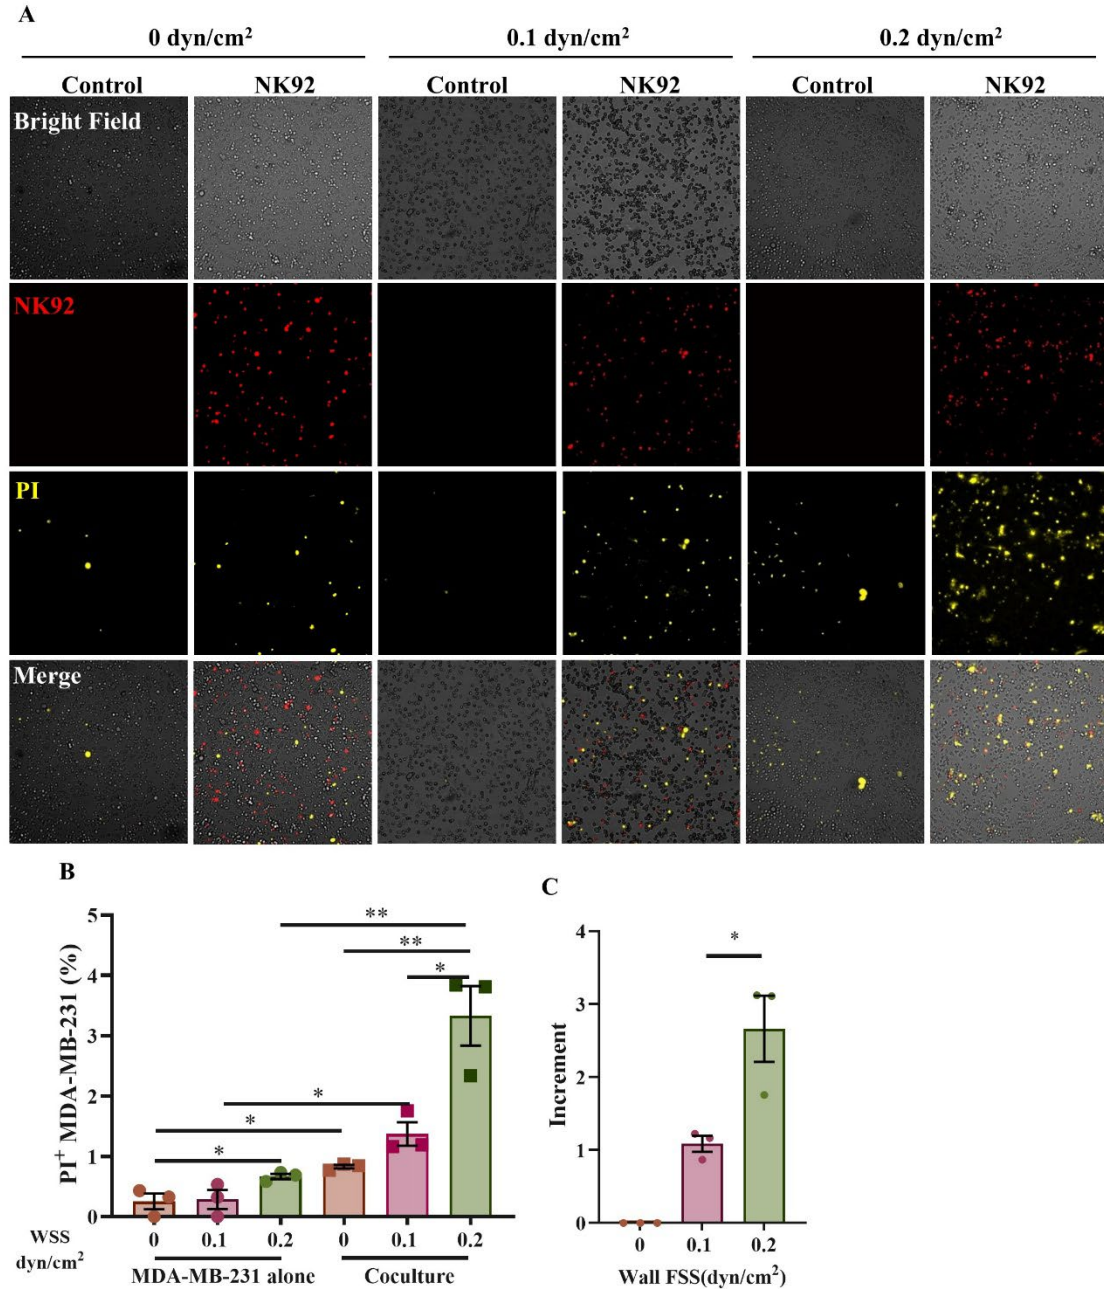 A
0 dyn/cm²
0.1 dyn/cm²
0.2 dyn/cm²
Control
NK92
Control
NK92
Control
NK92
Bright Field
NK92
PI
Merge
B
5
4
3
2
1
0
PI⁺ MDA-MB-231 (%)
**
**
*
*
*
*
WSS
dyn/cm²
0
0.1
0.2
0
0.1
0.2
MDA-MB-231 alone
Coculture
C
4
3
2
1
0
Increment
*
0
0.1
0.2
Wall FSS(dyn/cm²)